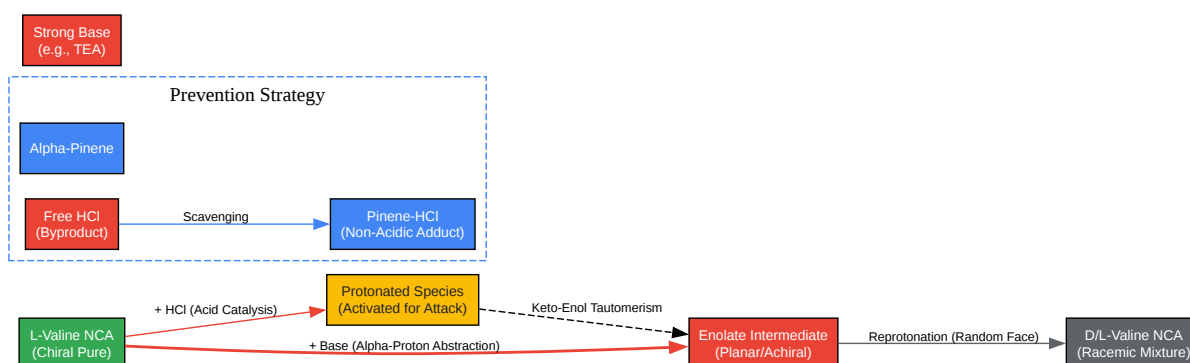 Strong Base
(e.g., TEA)
Prevention Strategy
Alpha-Pinene
Free HCl
(Byproduct)
Scavenging
Pinene-HCl
(Non-Acidic Adduct)
L-Valine NCA
(Chiral Pure)
+ HCl (Acid Catalysis)
Protonated Species
(Activated for Attack)
Keto-Enol Tautomerism
+ Base (Alpha-Proton Abstraction)
Enolate Intermediate
(Planar/Achiral)
Reprotonation (Random Face)
D/L-Valine NCA
(Racemic Mixture)